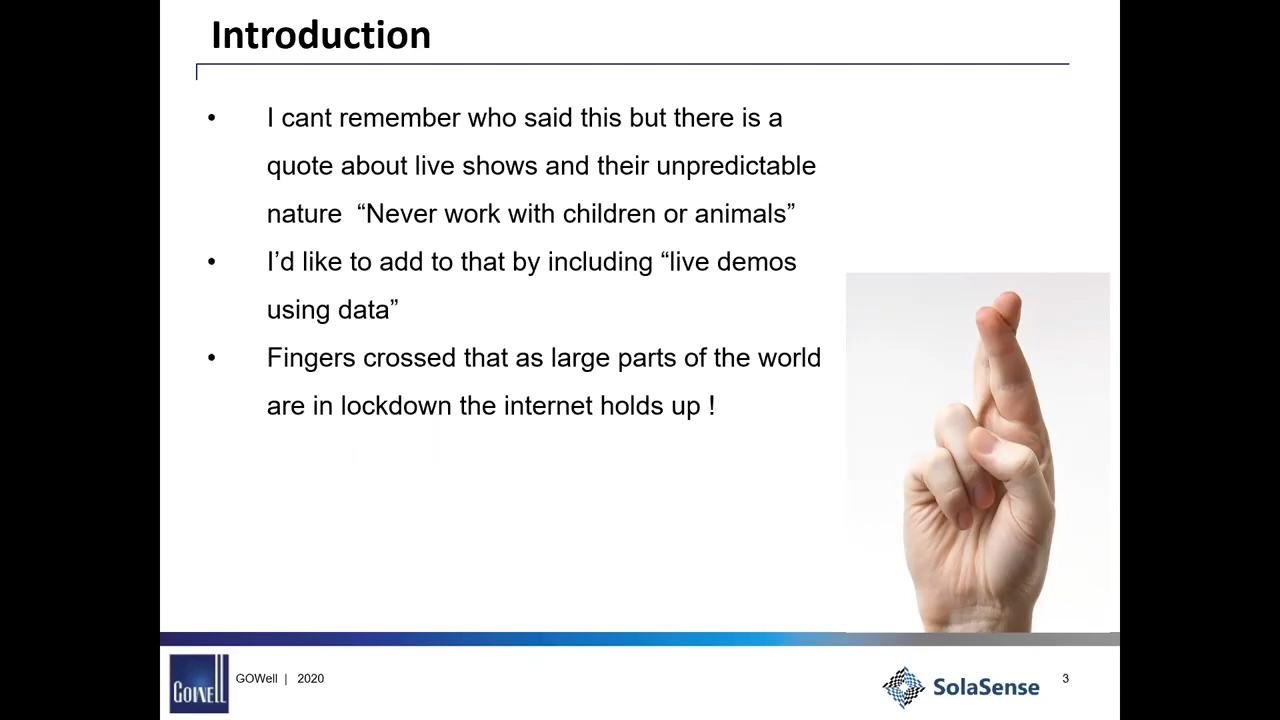 Introduction
• I cant remember who said this but there is a
quote about live shows and their unpredictable
nature “Never work with children or animals”
• I’d like to add to that by including “live demos
using data”
• Fingers crossed that as large parts of the world
are in lockdown the internet holds up !
GOWell
GOWell | 2020
SolaSense
3